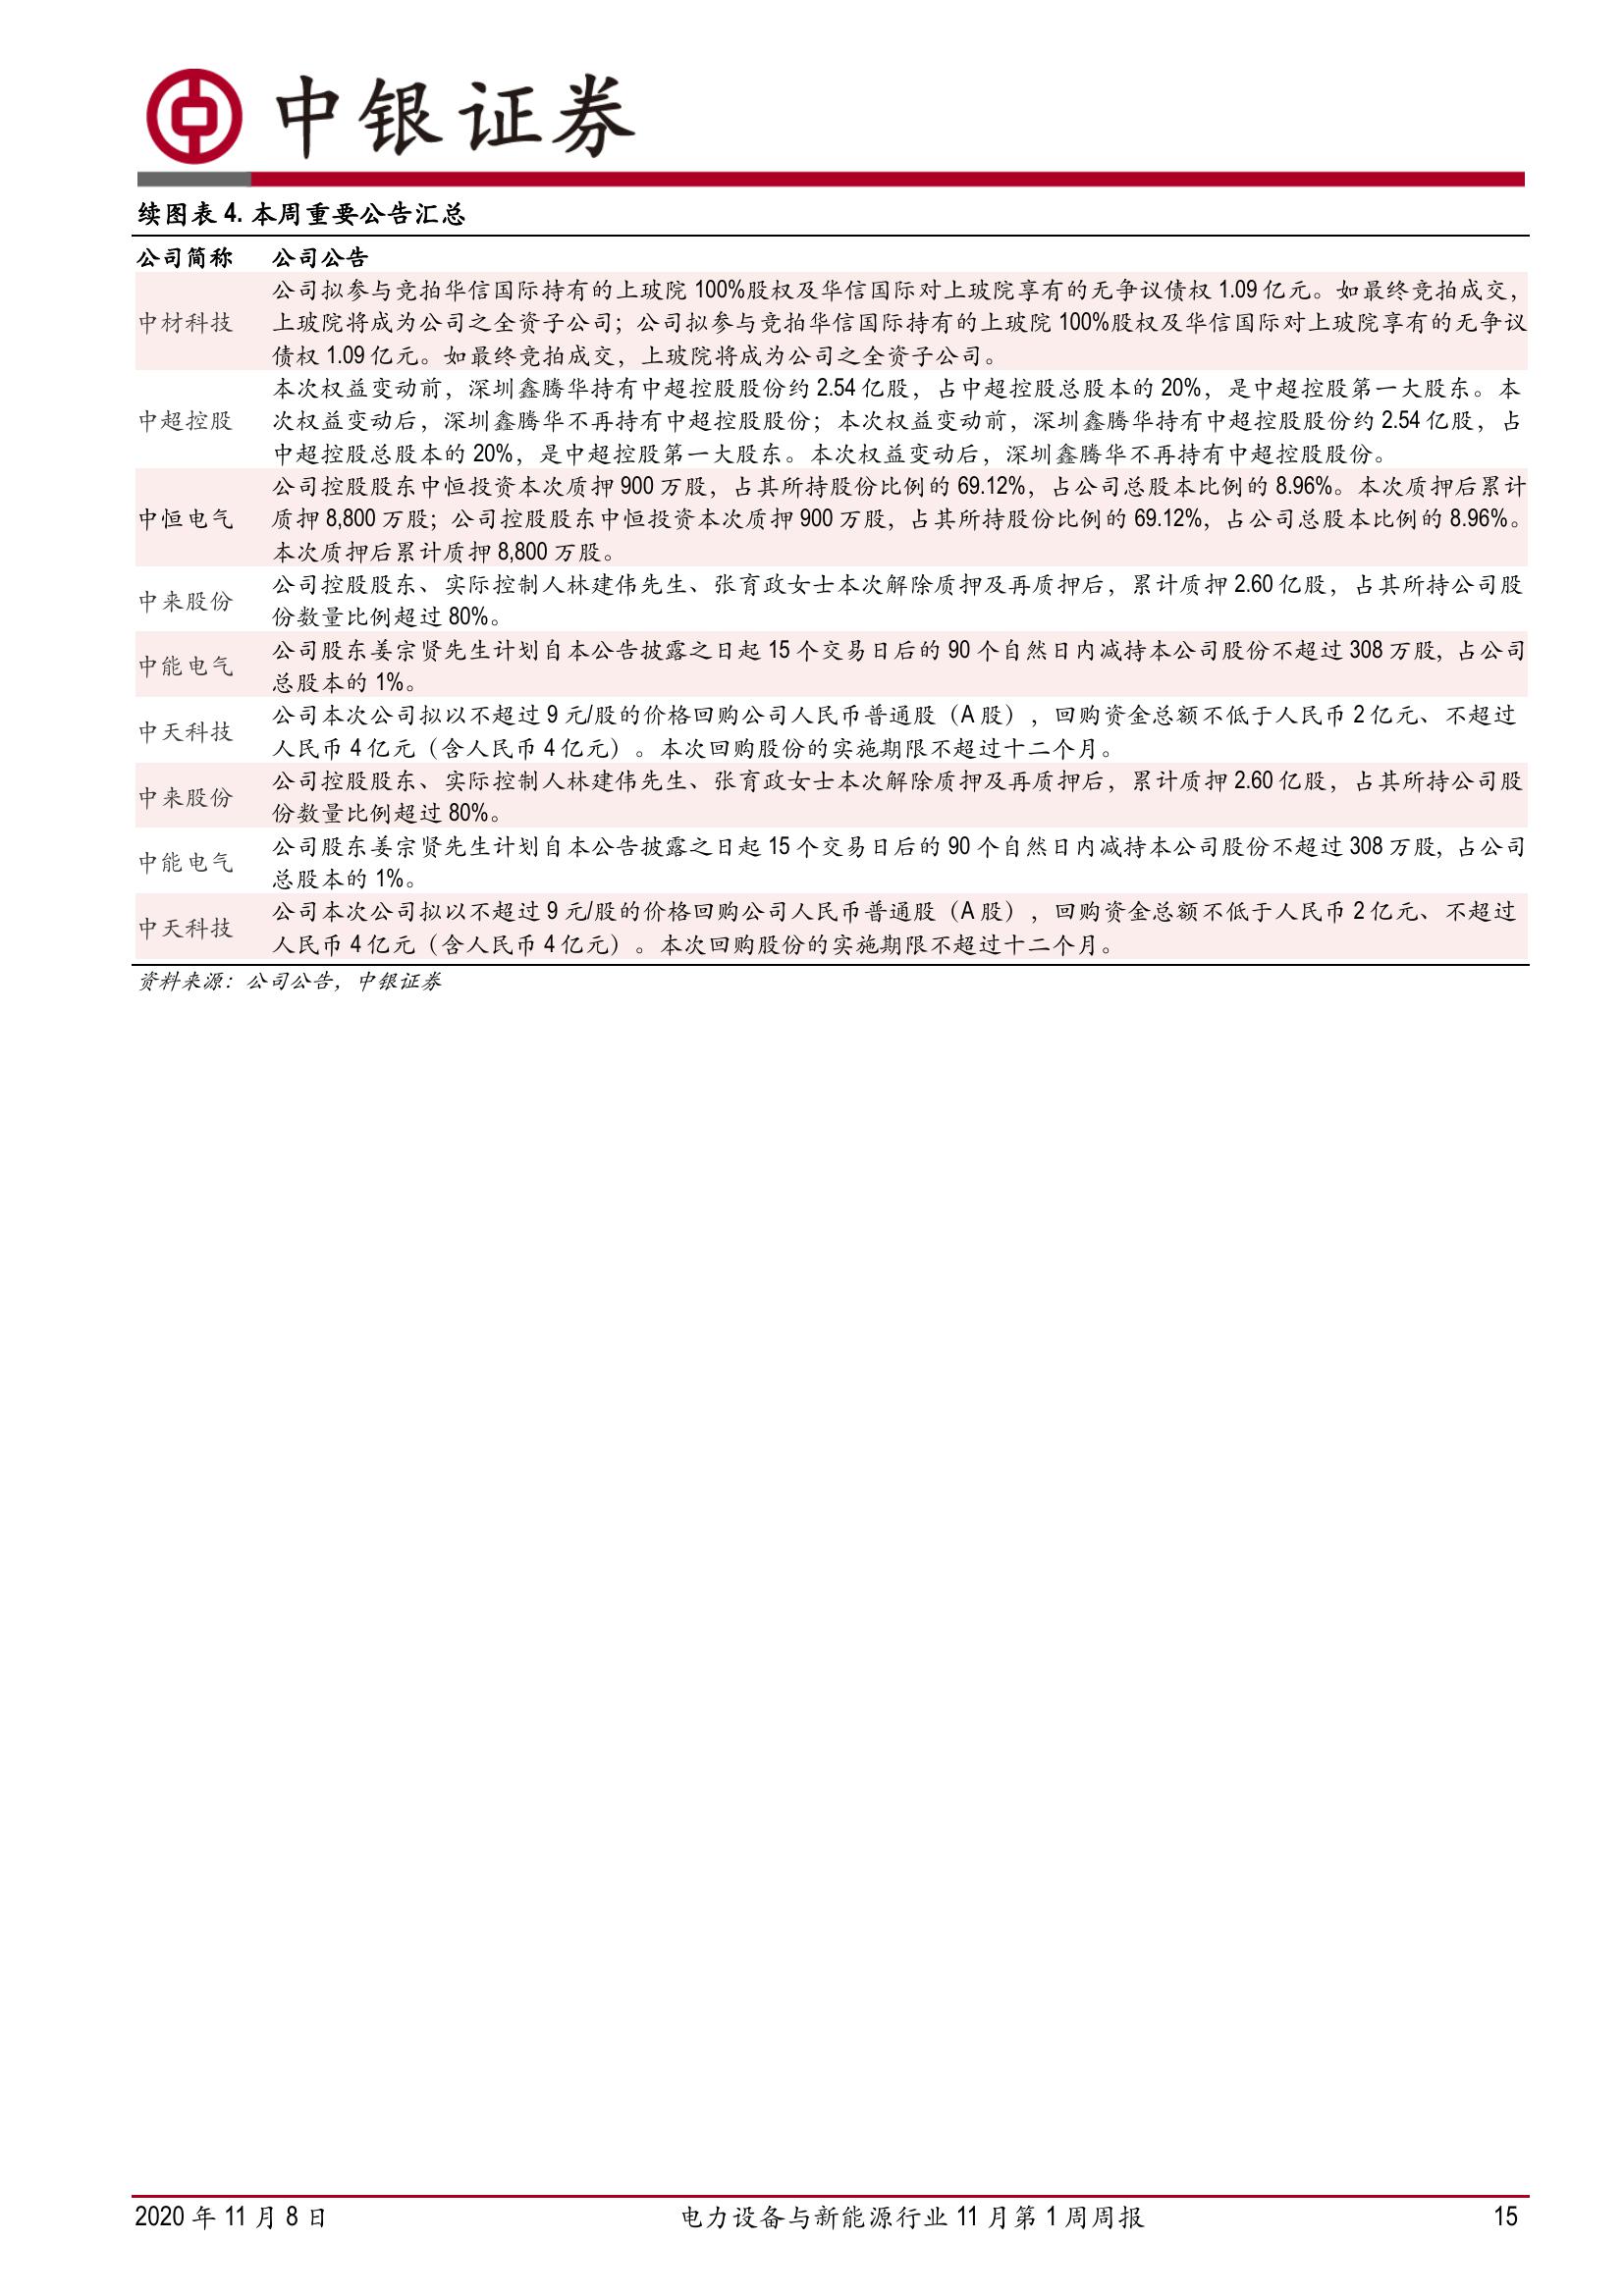 中银证券
续图表 4. 本周重要公告汇总
公司简称 公司公告
中材科技 公司拟参与竞拍华信国际持有的上玻院 100%股权及华信国际对上玻院享有的无争议债权 1.09 亿元。如最终竞拍成交，
上玻院将成为公司之全资子公司；公司拟参与竞拍华信国际持有的上玻院 100%股权及华信国际对上玻院享有的无争议
债权 1.09 亿元。如最终竞拍成交，上玻院将成为公司之全资子公司。
中超控股 本次权益变动前，深圳鑫腾华持有中超控股股份约 2.54 亿股，占中超控股总股本的 20%，是中超控股第一大股东。本
次权益变动后，深圳鑫腾华不再持有中超控股股份；本次权益变动前，深圳鑫腾华持有中超控股股份约 2.54 亿股，占
中超控股总股本的 20%，是中超控股第一大股东。本次权益变动后，深圳鑫腾华不再持有中超控股股份。
中恒电气 公司控股股东中恒投资本次质押 900 万股，占其所持股份比例的 69.12%，占公司总股本比例的 8.96%。本次质押后累计
质押 8,800 万股；公司控股股东中恒投资本次质押 900 万股，占其所持股份比例的 69.12%，占公司总股本比例的 8.96%。
本次质押后累计质押 8,800 万股。
中来股份 公司控股股东、实际控制人林建伟先生、张育政女士本次解除质押及再质押后，累计质押 2.60 亿股，占其所持公司股
份数量比例超过 80%。
中能电气 公司股东姜宗贤先生计划自本公告披露之日起 15 个交易日后的 90 个自然日内减持本公司股份不超过 308 万股, 占公司
总股本的 1%。
中天科技 公司本次公司拟以不超过 9 元/股的价格回购公司人民币普通股（A 股），回购资金总额不低于人民币 2 亿元、不超过
人民币 4 亿元（含人民币 4 亿元）。本次回购股份的实施期限不超过十二个月。
中来股份 公司控股股东、实际控制人林建伟先生、张育政女士本次解除质押及再质押后，累计质押 2.60 亿股，占其所持公司股
份数量比例超过 80%。
中能电气 公司股东姜宗贤先生计划自本公告披露之日起 15 个交易日后的 90 个自然日内减持本公司股份不超过 308 万股, 占公司
总股本的 1%。
中天科技 公司本次公司拟以不超过 9 元/股的价格回购公司人民币普通股（A 股），回购资金总额不低于人民币 2 亿元、不超过
人民币 4 亿元（含人民币 4 亿元）。本次回购股份的实施期限不超过十二个月。
资料来源：公司公告，中银证券
2020 年 11 月 8 日 电力设备与新能源行业 11 月第 1 周周报 15